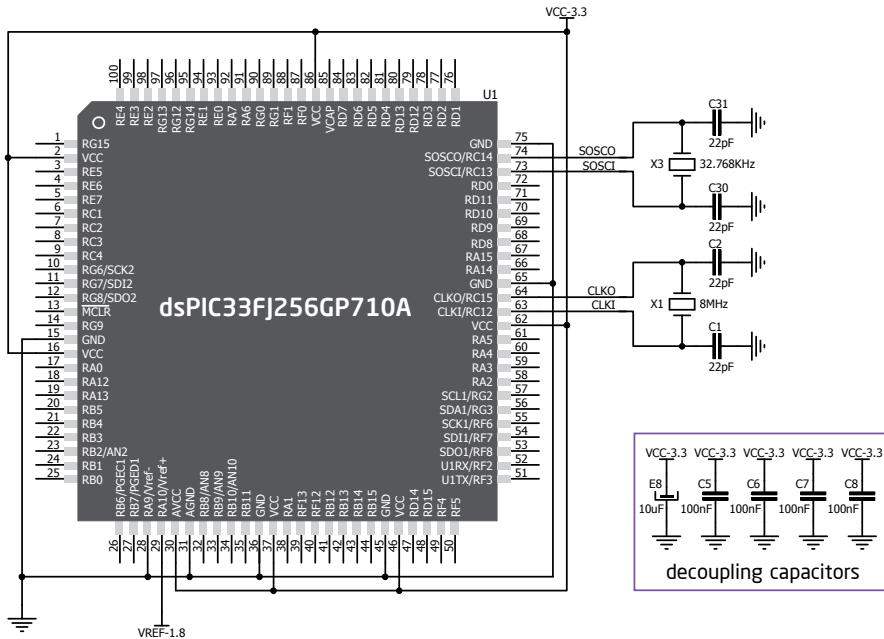 VCC-3.3
100 99 98 97 96 95 94 93 92 91 90 89 88 87 86 85 84 83 82 81 80 79 78 77 76
RE4 RE3 RE2 RG13 RG12 RG14 RE1 RE0 RA7 RA6 RG0 RG1 RF1 RF0 VCC VCAP RD7 RD6 RD5 RD4 RD13 RD12 RD3 RD2 RD1
U1
1 RG15
2 VCC
3 RE5
4 RE6
5 RE7
6 RC1
7 RC2
8 RC3
9 RC4
10 RG6/SCK2
11 RG7/SDI2
12 RG8/SDO2
13 MCLR
14 RG9
15 GND
16 VCC
17 RA0
18 RA12
19 RA13
20 RB5
21 RB4
22 RB3
23 RB2/AN2
24 RB1
25 RB0
dsPIC33FJ256GP710A
GND 75
SOSCO/RC14 74
SOSCI/RC13 73
RD0 72
RD11 71
RD10 70
RD9 69
RD8 68
RA15 67
RA14 66
GND 65
CLKO/RC15 64
CLKI/RC12 63
VCC 62
RA5 61
RA4 60
RA3 59
RA2 58
SCL1/RG2 57
SDA1/RG3 56
SCK1/RF6 55
SDI1/RF7 54
SDO1/RF8 53
U1RX/RF2 52
U1TX/RF3 51
RB6/PGEC1 RB7/PGED1 RA9/Vref- RA10/Vref+ AVCC AGND RB8/AN8 RB9/AN9 RB10/AN10 RB11 GND VCC RA1 RF13 RF12 RB12 RB13 RB14 RB15 GND VCC RD14 RD15 RF4 RF5
26 27 28 29 30 31 32 33 34 35 36 37 38 39 40 41 42 43 44 45 46 47 48 49 50
VREF-1.8
SOSCO
SOSCI
C31
22pF
X3 32.768KHz
C30
22pF
CLKO
CLKI
C2
22pF
X1 8MHz
C1
22pF
VCC-3.3 VCC-3.3 VCC-3.3 VCC-3.3 VCC-3.3
E8 C5 C6 C7 C8
10uF 100nF 100nF 100nF 100nF
decoupling capacitors